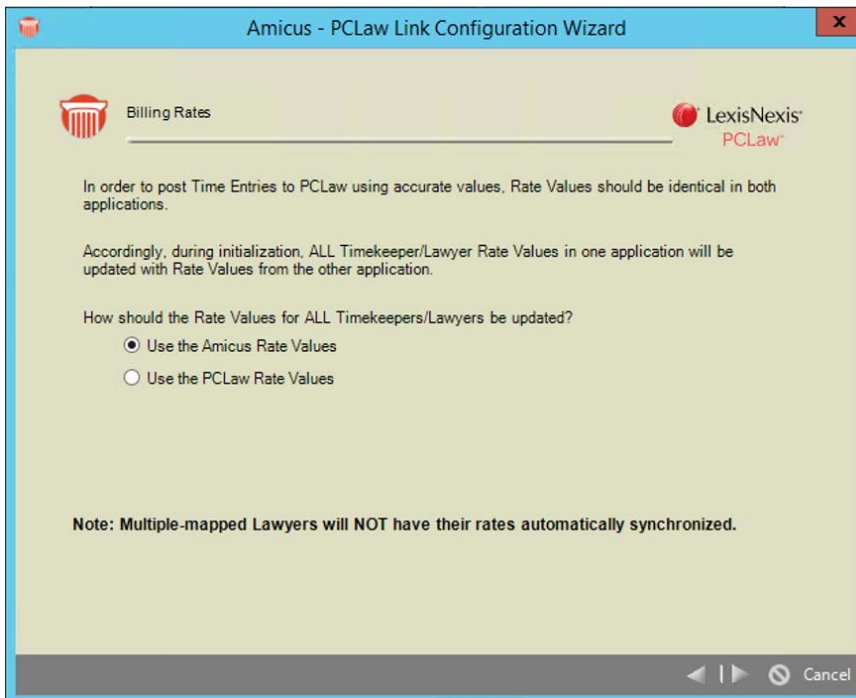 Amicus - PCLaw Link Configuration Wizard
x
Billing Rates
LexisNexis®
PCLaw®
In order to post Time Entries to PCLaw using accurate values, Rate Values should be identical in both
applications.
Accordingly, during initialization, ALL Timekeeper/Lawyer Rate Values in one application will be
updated with Rate Values from the other application.
How should the Rate Values for ALL Timekeepers/Lawyers be updated?
Use the Amicus Rate Values
Use the PCLaw Rate Values
Note: Multiple-mapped Lawyers will NOT have their rates automatically synchronized.
Cancel